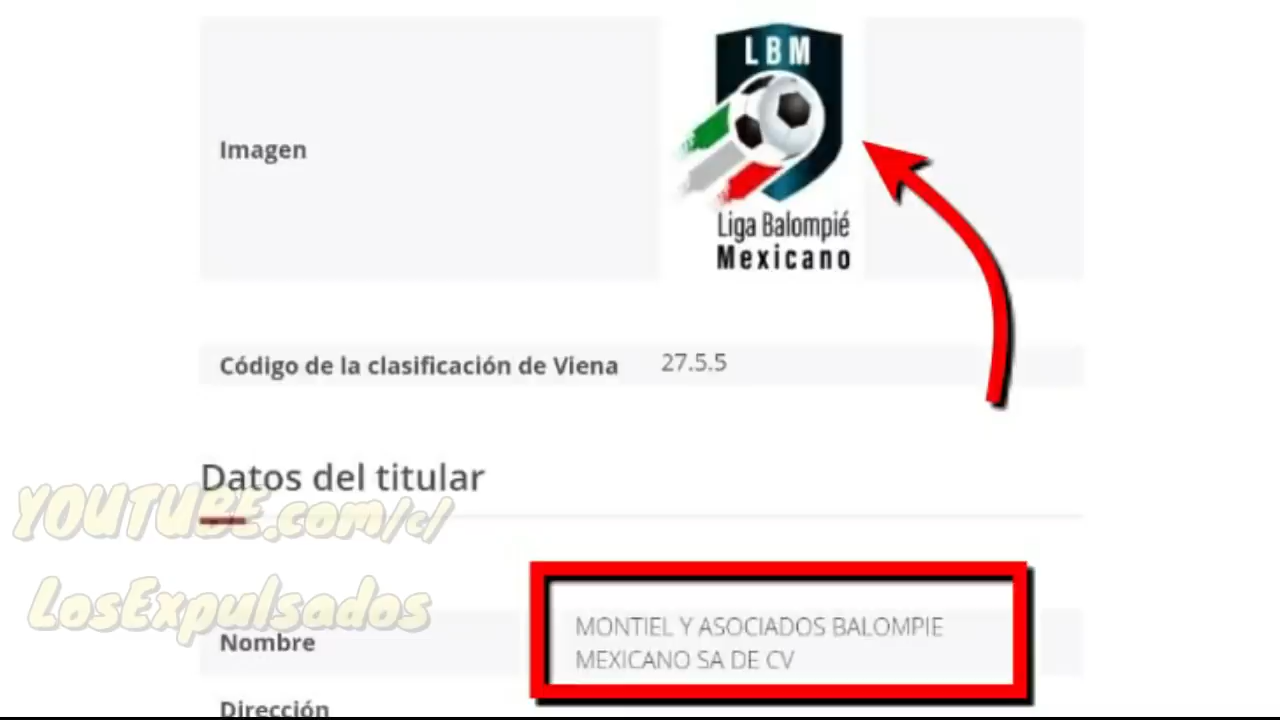 LBM
Imagen
Liga Balompié
Mexicano
Código de la clasificación de Viena 27.5.5
Datos del titular
YOUTUBE.com/c/
LosExpulsados
Nombre
MONTIEL Y ASOCIADOS BALOMPIE
MEXICANO SA DE CV
Dirección